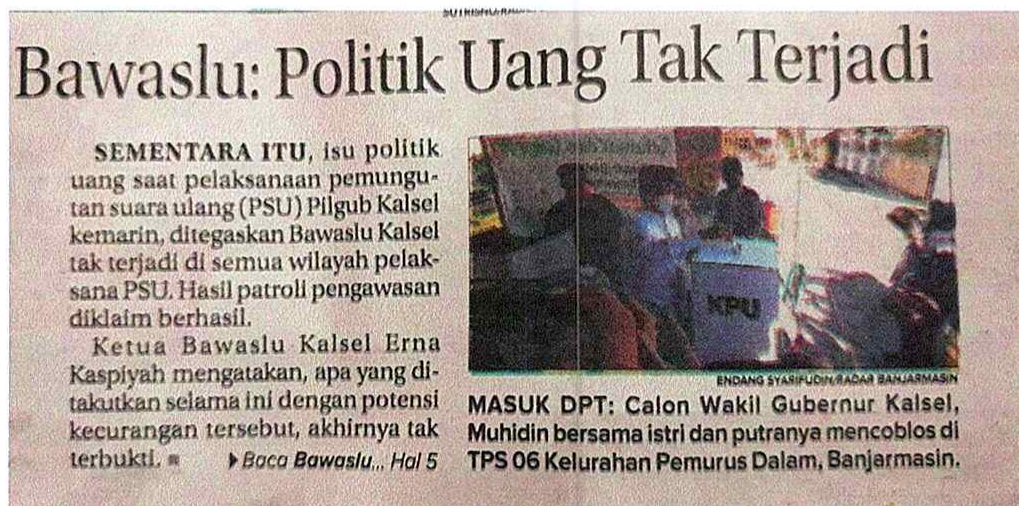 Bawaslu: Politik Uang Tak Terjadi
SEMENTARA ITU, isu politik
uang saat pelaksanaan pemungu-
tan suara ulang (PSU) Pilgub Kalsel
kemarin, ditegaskan Bawaslu Kalsel
tak terjadi di semua wilayah pelak-
sana PSU. Hasil patroli pengawasan
diklaim berhasil.
Ketua Bawaslu Kalsel Erna
Kaspiyah mengatakan, apa yang di-
takutkan selama ini dengan potensi
kecurangan tersebut, akhirnya tak
terbukti.
Baca Bawaslu... Hal 5
KPU
ENDANG SYARIFUDIN/RADAR BANJARMASIN
MASUK DPT: Calon Wakil Gubernur Kalsel,
Muhidin bersama istri dan putranya mencoblos di
TPS 06 Kelurahan Pemurus Dalam, Banjarmasin.